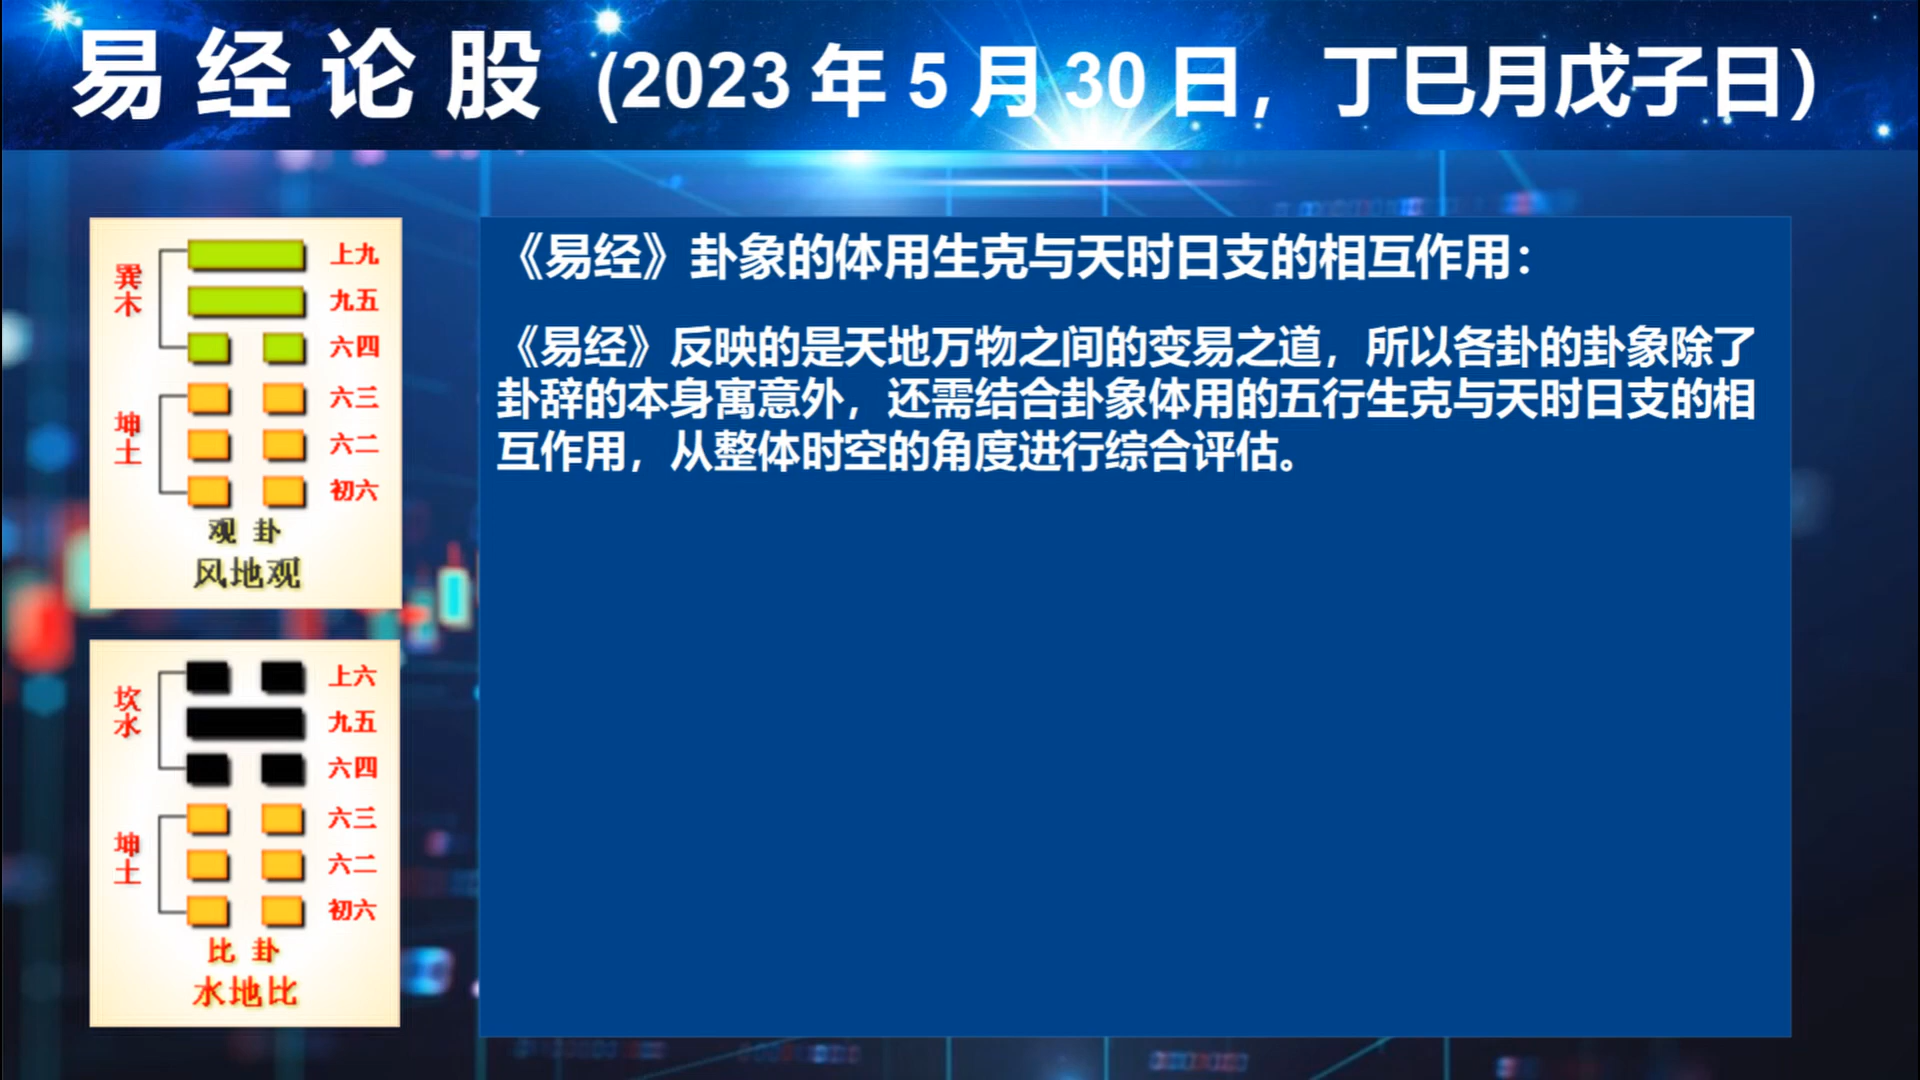 易经论股 (2023年5月30日，丁巳月戊子日)
巽木
上九
九五
六四
坤土
六三
六二
初六
观 卦
风地观
坎水
上六
九五
六四
坤土
六三
六二
初六
比 卦
水地比
《易经》卦象的体用生克与天时日支的相互作用：
《易经》反映的是天地万物之间的变易之道，所以各卦的卦象除了
卦辞的本身寓意外，还需结合卦象体用的五行生克与天时日支的相
互作用，从整体时空的角度进行综合评估。